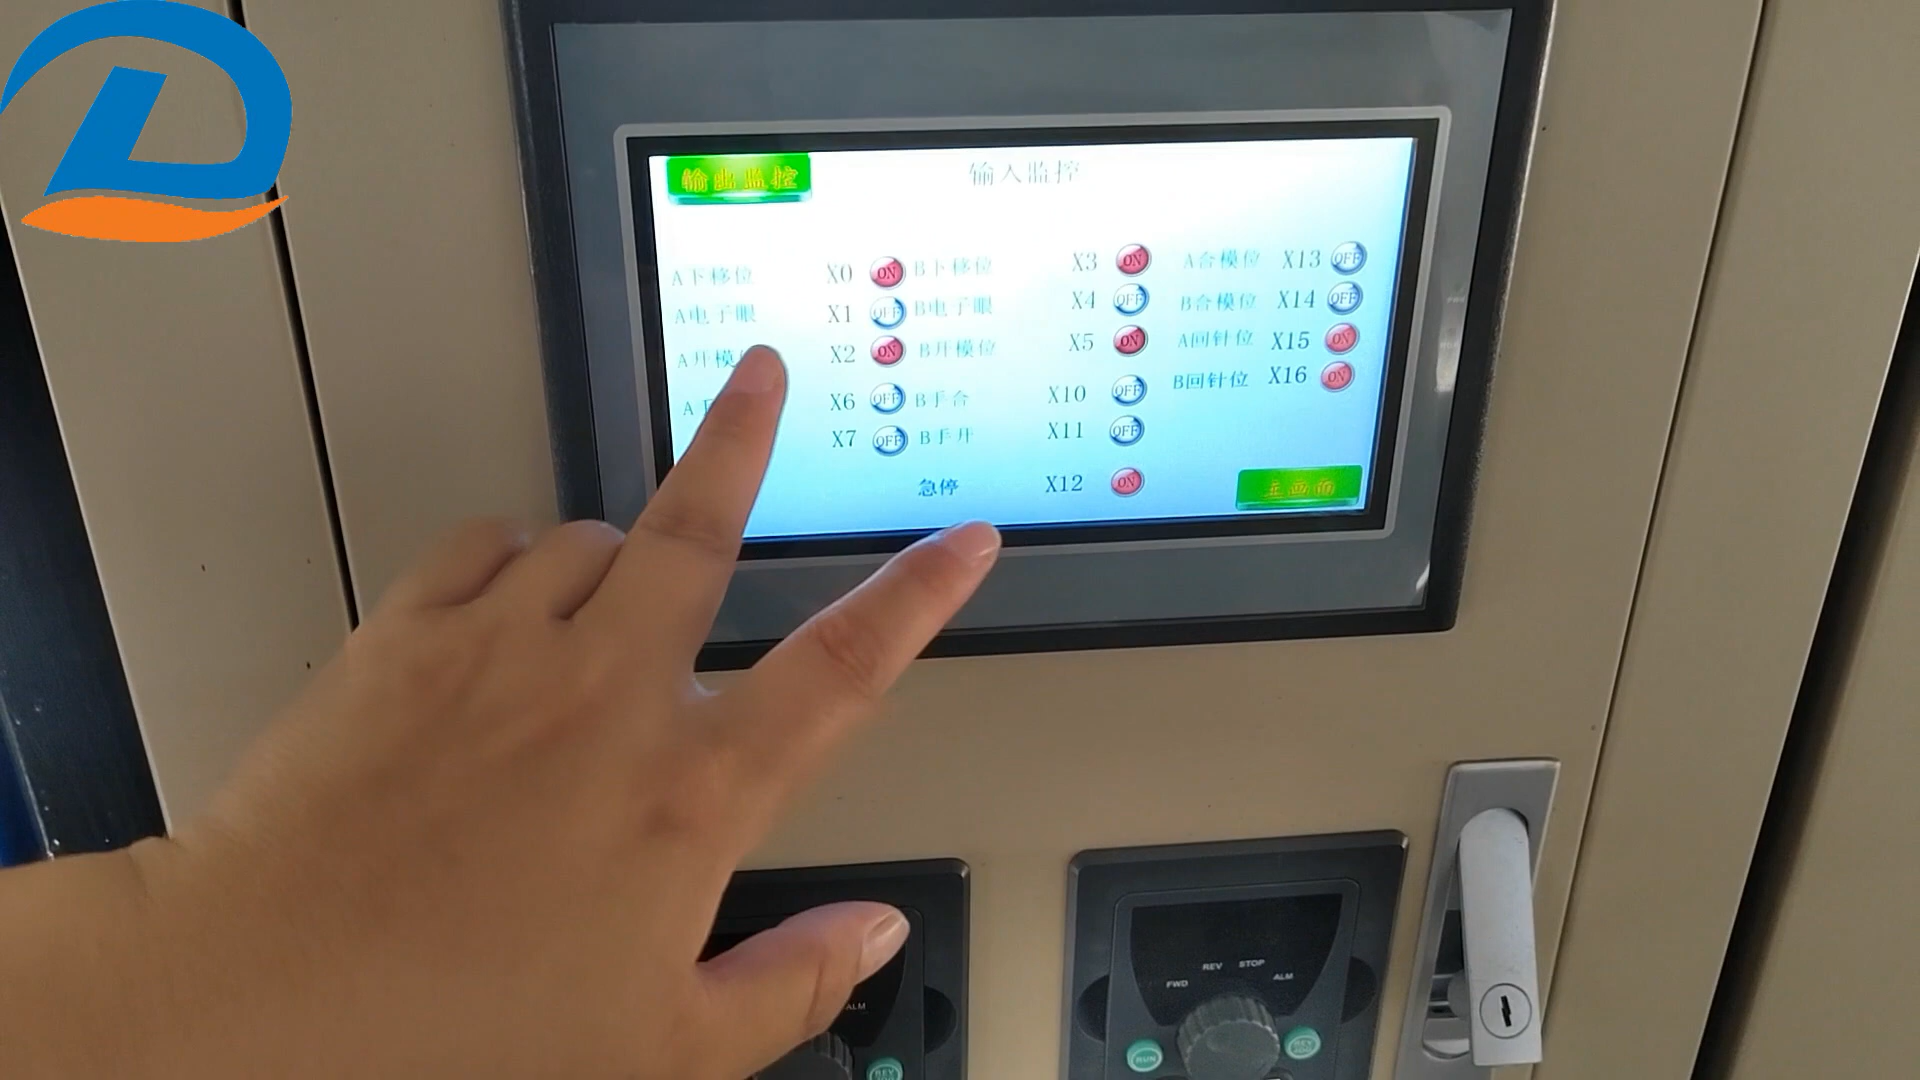 输出监控 输入监控
A下移位 X0 ON B下移位 X3 ON A合模位 X13 OFF
A电子眼 X1 OFF B电子眼 X4 OFF B合模位 X14 OFF
A开模 X2 ON B开模位 X5 ON A回针位 X15 ON
A X6 OFF B手合 X10 OFF B回针位 X16 ON
X7 OFF B手开 X11 OFF
急停 X12 ON 主画面
FWD REV STOP ALM
ALM
RUN
REV